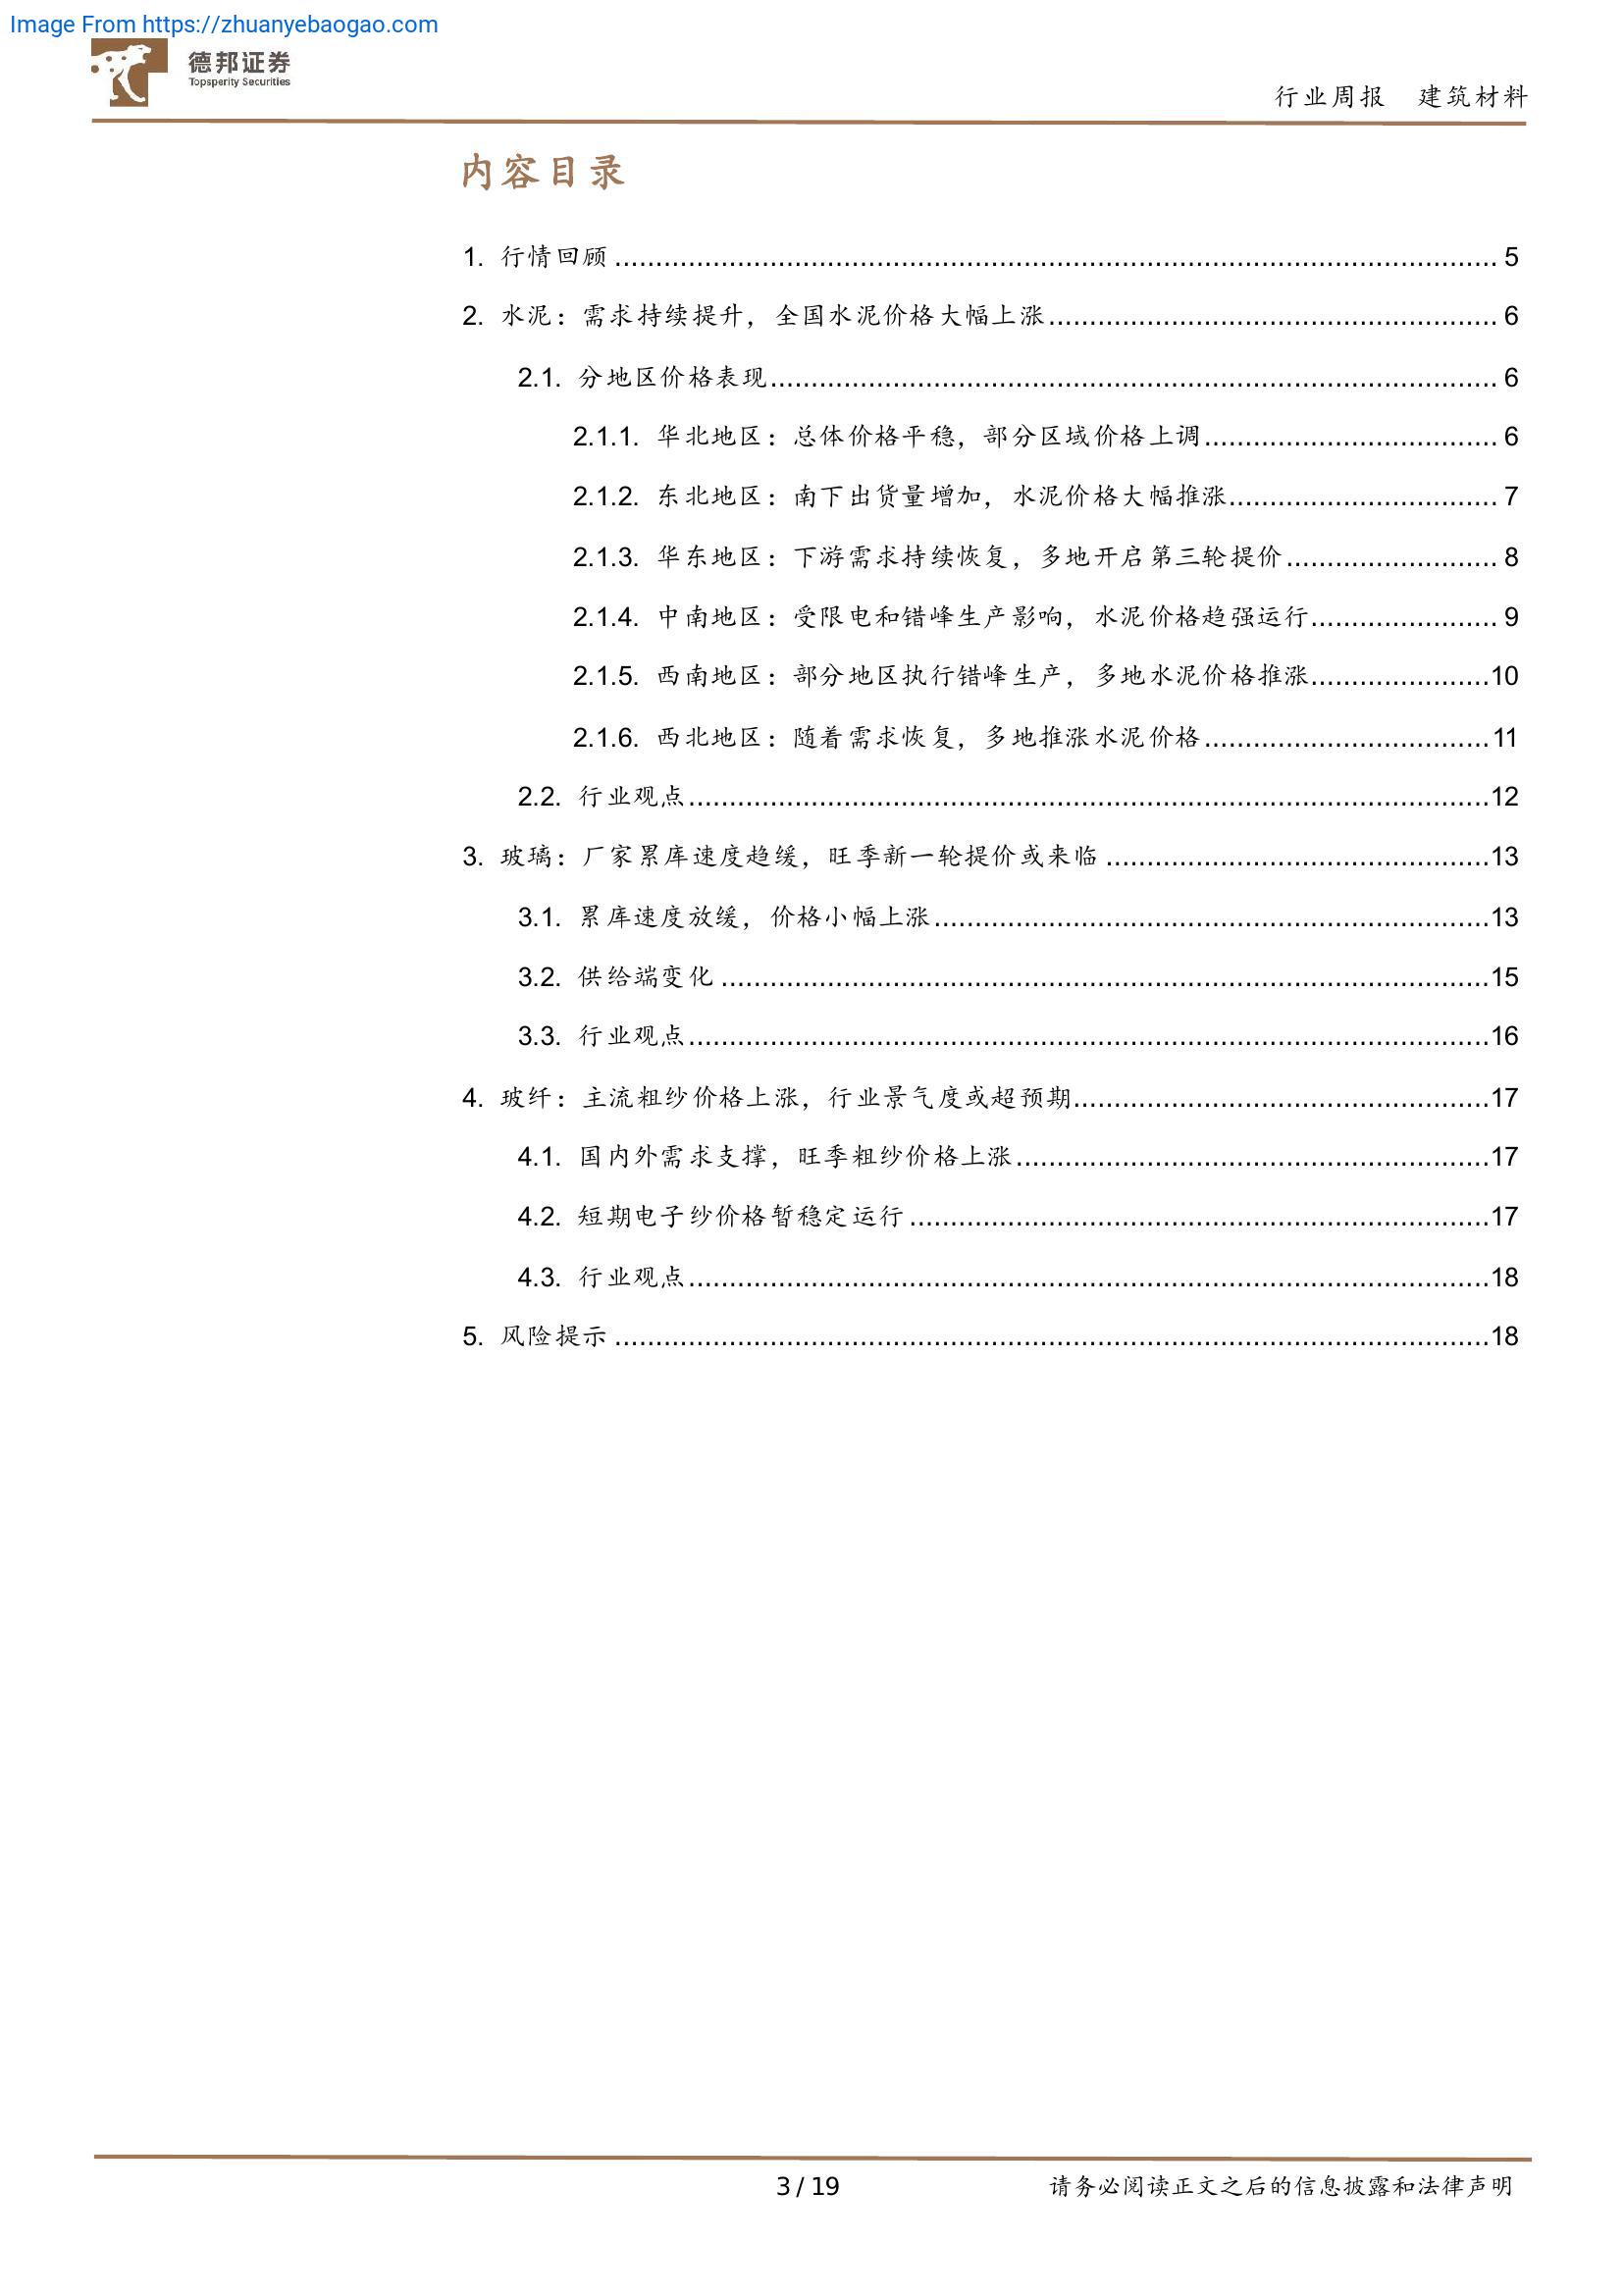 Image From https://zhuanyebaogao.com
德邦证券
Topsperity Securities
行业周报 建筑材料
内容目录
1. 行情回顾 ........................................ 5
2. 水泥：需求持续提升，全国水泥价格大幅上涨 ........................................ 6
2.1. 分地区价格表现 ........................................ 6
2.1.1. 华北地区：总体价格平稳，部分区域价格上调 ........................................ 6
2.1.2. 东北地区：南下出货量增加，水泥价格大幅推涨 ........................................ 7
2.1.3. 华东地区：下游需求持续恢复，多地开启第三轮提价 ........................................ 8
2.1.4. 中南地区：受限电和错峰生产影响，水泥价格趋强运行 ........................................ 9
2.1.5. 西南地区：部分地区执行错峰生产，多地水泥价格推涨 ........................................ 10
2.1.6. 西北地区：随着需求恢复，多地推涨水泥价格 ........................................ 11
2.2. 行业观点 ........................................ 12
3. 玻璃：厂家累库速度趋缓，旺季新一轮提价或来临 ........................................ 13
3.1. 累库速度放缓，价格小幅上涨 ........................................ 13
3.2. 供给端变化 ........................................ 15
3.3. 行业观点 ........................................ 16
4. 玻纤：主流粗纱价格上涨，行业景气度或超预期 ........................................ 17
4.1. 国内外需求支撑，旺季粗纱价格上涨 ........................................ 17
4.2. 短期电子纱价格暂稳定运行 ........................................ 17
4.3. 行业观点 ........................................ 18
5. 风险提示 ........................................ 18
3 / 19 请务必阅读正文之后的信息披露和法律声明